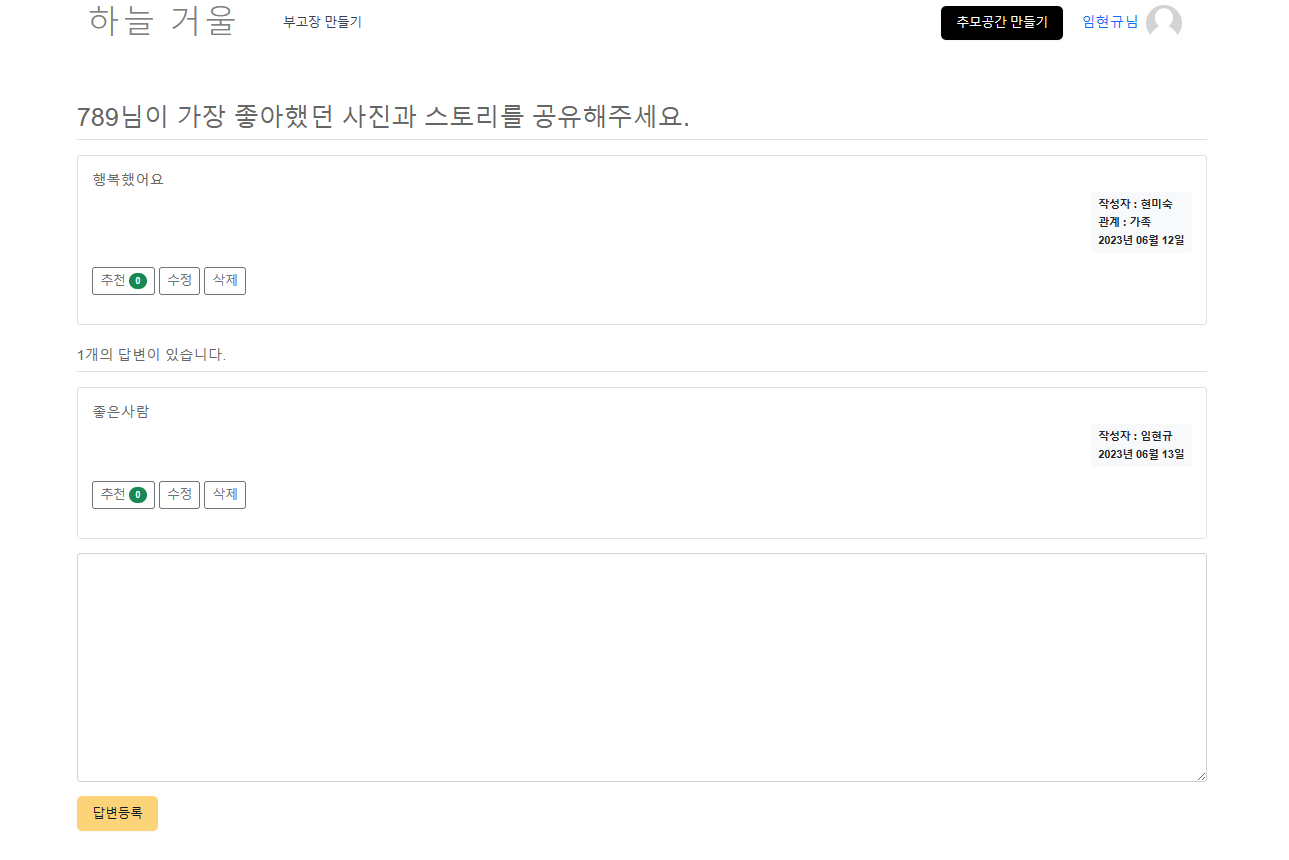 하늘 거울
부고장 만들기
추모공간 만들기
임현규님
789님이 가장 좋아했던 사진과 스토리를 공유해주세요.
행복했어요
작성자 : 현미숙
관계 : 가족
2023년 06월 12일
추천 0 수정 삭제
1개의 답변이 있습니다.
좋은사람
작성자 : 임현규
2023년 06월 13일
추천 0 수정 삭제
답변등록